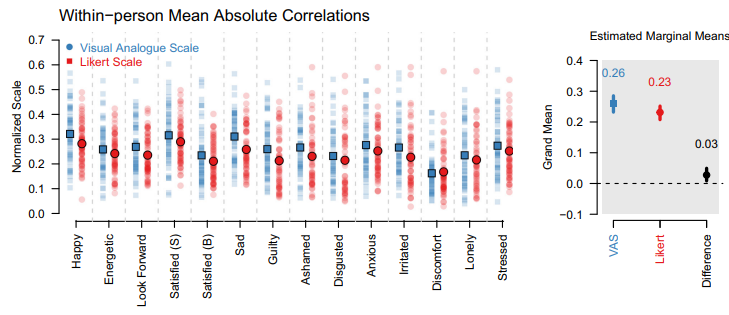 Within-person Mean Absolute Correlations
Normalized Scale
0.7
0.6
0.5
0.4
0.3
0.2
0.1
0.0
Visual Analogue Scale
Likert Scale
Happy
Energetic
Look Forward
Satisfied (S)
Satisfied (B)
Sad
Guilty
Ashamed
Disgusted
Anxious
Irritated
Discomfort
Lonely
Stressed
Estimated Marginal Means
Grand Mean
0.4
0.3
0.2
0.1
0.0
−0.1
0.26
0.23
0.03
VAS
Likert
Difference